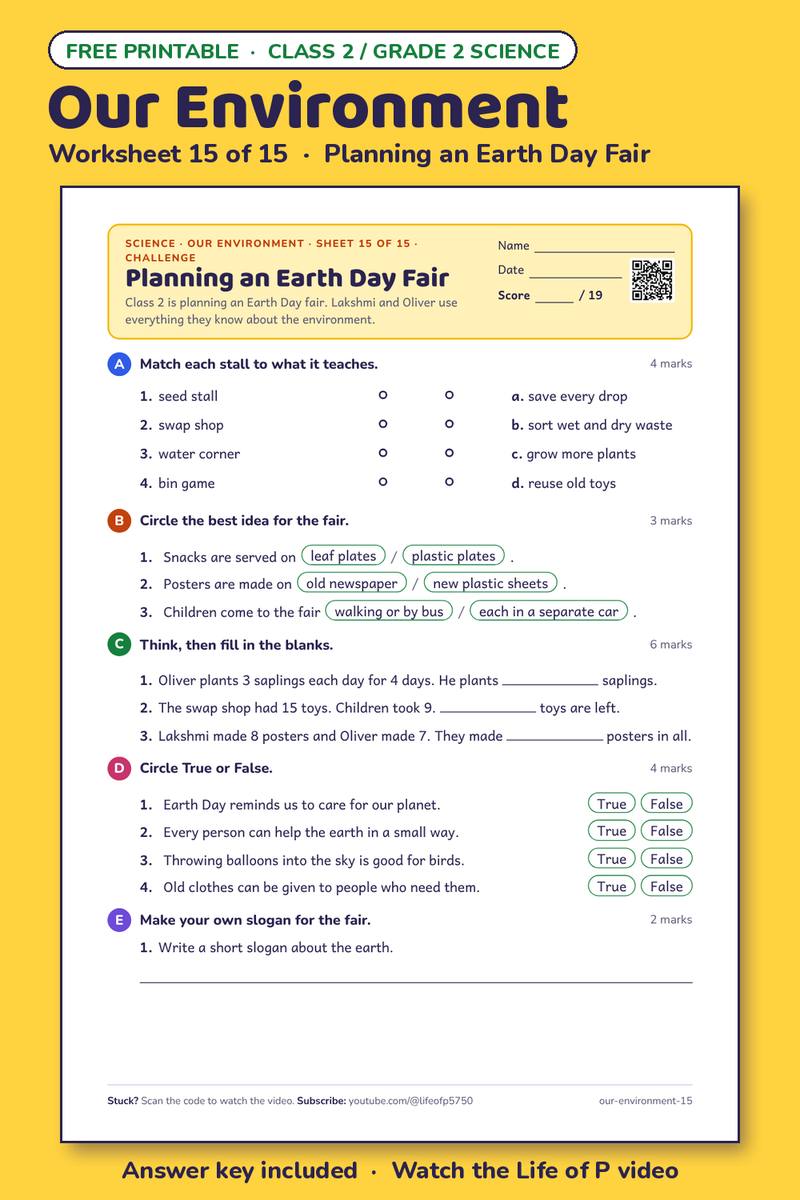 FREE PRINTABLE · CLASS 2 / GRADE 2 SCIENCE
Our Environment
Worksheet 15 of 15 · Planning an Earth Day Fair
SCIENCE · OUR ENVIRONMENT · SHEET 15 OF 15 ·
CHALLENGE
Planning an Earth Day Fair
Class 2 is planning an Earth Day fair. Lakshmi and Oliver use
everything they know about the environment.
Name ____________________
Date ______________
Score ______ / 19
A Match each stall to what it teaches. 4 marks
1. seed stall a. save every drop
2. swap shop b. sort wet and dry waste
3. water corner c. grow more plants
4. bin game d. reuse old toys
B Circle the best idea for the fair. 3 marks
1. Snacks are served on leaf plates / plastic plates .
2. Posters are made on old newspaper / new plastic sheets .
3. Children come to the fair walking or by bus / each in a separate car .
C Think, then fill in the blanks. 6 marks
1. Oliver plants 3 saplings each day for 4 days. He plants ______________ saplings.
2. The swap shop had 15 toys. Children took 9. ______________ toys are left.
3. Lakshmi made 8 posters and Oliver made 7. They made ______________ posters in all.
D Circle True or False. 4 marks
1. Earth Day reminds us to care for our planet. True False
2. Every person can help the earth in a small way. True False
3. Throwing balloons into the sky is good for birds. True False
4. Old clothes can be given to people who need them. True False
E Make your own slogan for the fair. 2 marks
1. Write a short slogan about the earth.
Stuck? Scan the code to watch the video. Subscribe: youtube.com/@lifeofp5750 our-environment-15
Answer key included · Watch the Life of P video